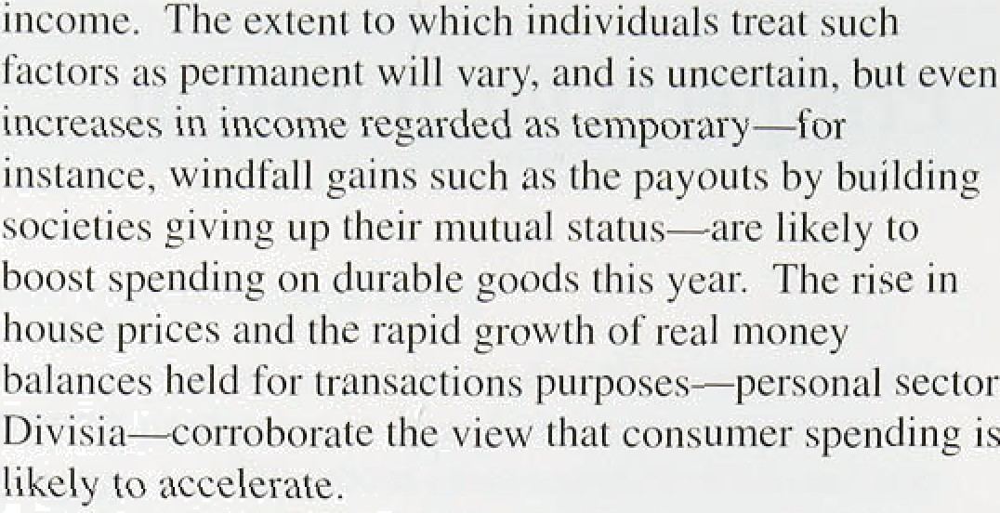 income.  The extent to which individuals treat such
factors as permanent will vary, and is uncertain, but even
increases in income regarded as temporary—for
instance, windfall gains such as the payouts by building
societies giving up their mutual status—are likely to
boost spending on durable goods this year.  The rise in
house prices and the rapid growth of real money
balances held for transactions purposes—personal sector
Divisia—corroborate the view that consumer spending is
likely to accelerate.